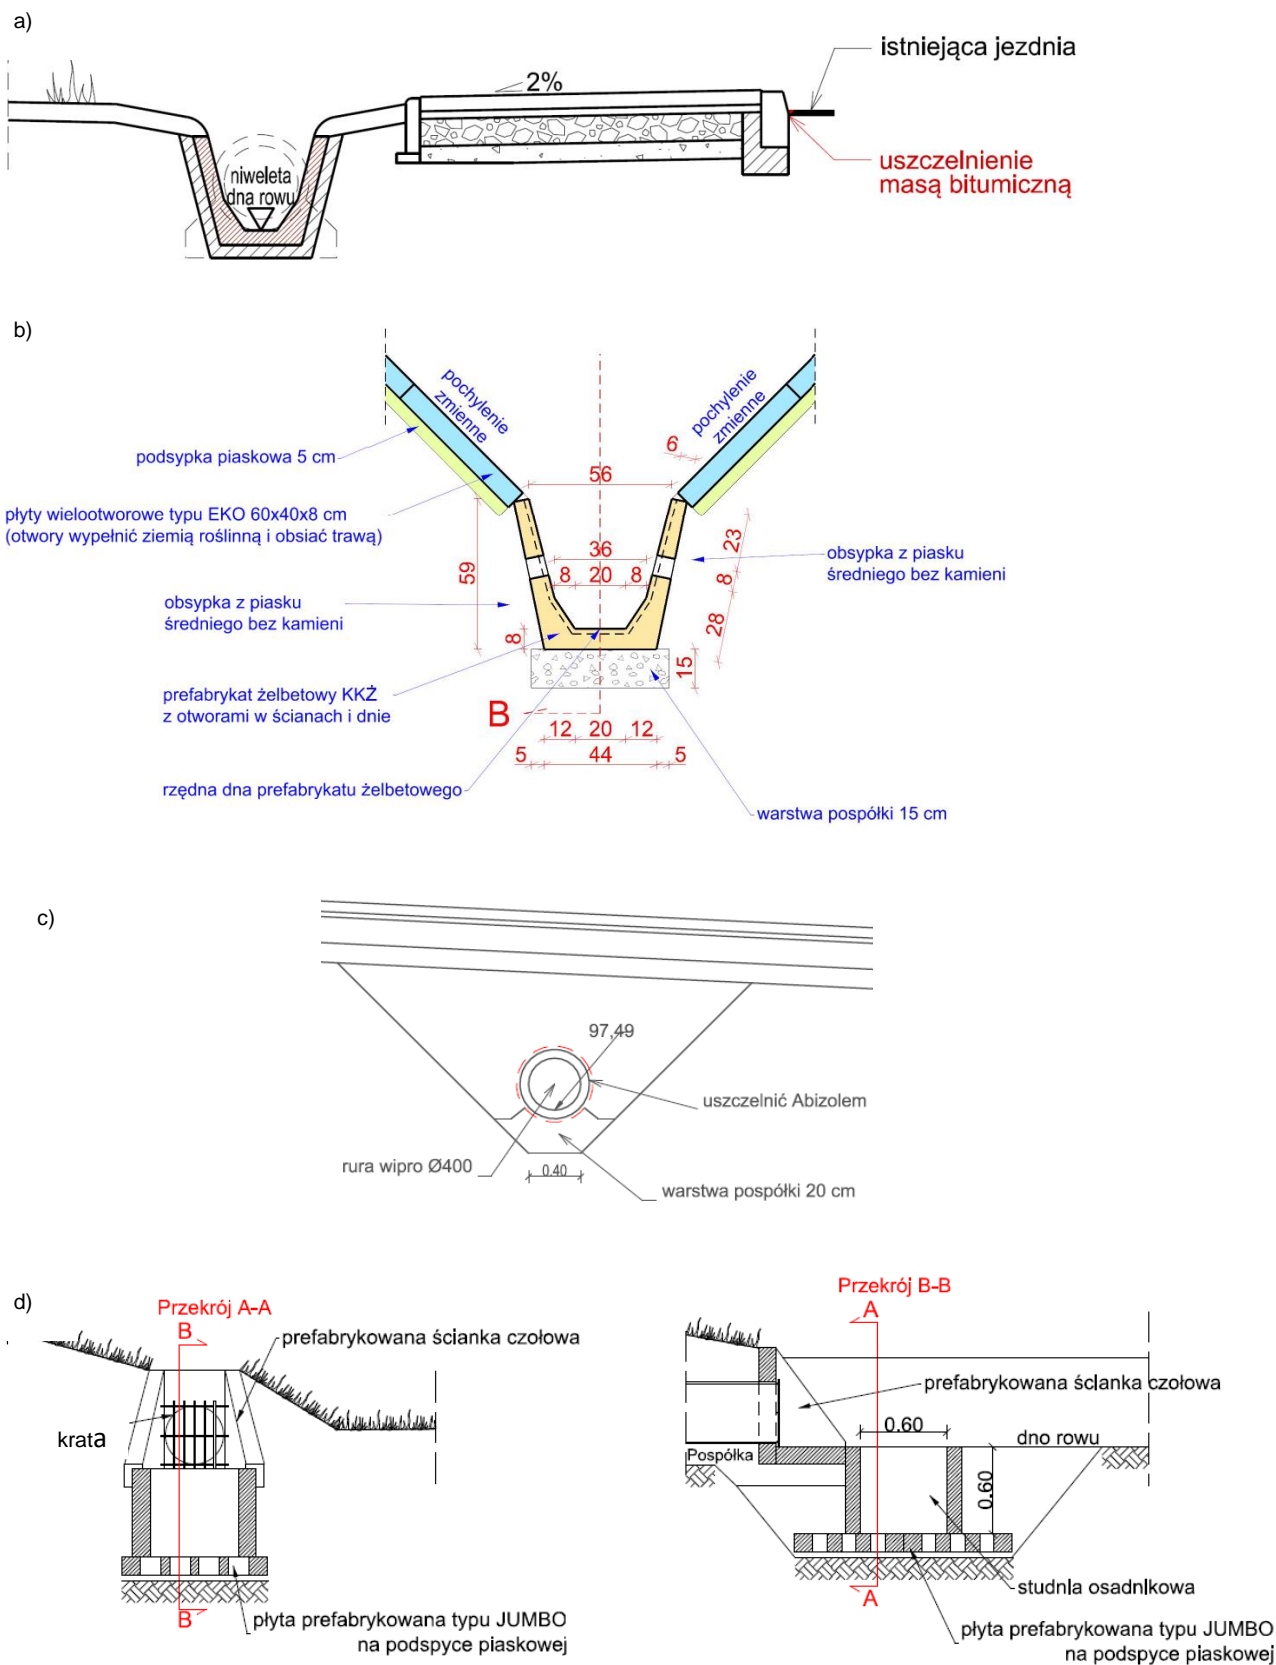 a)
2%
istniejąca jezdnia
uszczelnienie
masą bitumiczną
niweleta
dna rowu
b)
pochylenie
zmienne
pochylenie
zmienne
podsypka piaskowa 5 cm
6
56
płyty wielootworowe typu EKO 60x40x8 cm
(otwory wypełnić ziemią roślinną i obsiać trawą)
36
23
obsypka z piasku
średniego bez kamieni
59
8
20
8
8
obsypka z piasku
średniego bez kamieni
28
8
15
prefabrykat żelbetowy KKŻ
z otworami w ścianach i dnie
B
12
20
12
5
44
5
rzędna dna prefabrykatu żelbetowego
warstwa pospółki 15 cm
c)
97,49
uszczelnić Abizolem
rura wipro Ø400
0.40
warstwa pospółki 20 cm
d)
Przekrój A-A
B
prefabrykowana ścianka czołowa
krata
B
płyta prefabrykowana typu JUMBO
na podspyce piaskowej
Przekrój B-B
A
prefabrykowana ścianka czołowa
0.60
dno rowu
Pospółka
0.60
studnia osadnikowa
A
płyta prefabrykowana typu JUMBO
na podspyce piaskowej